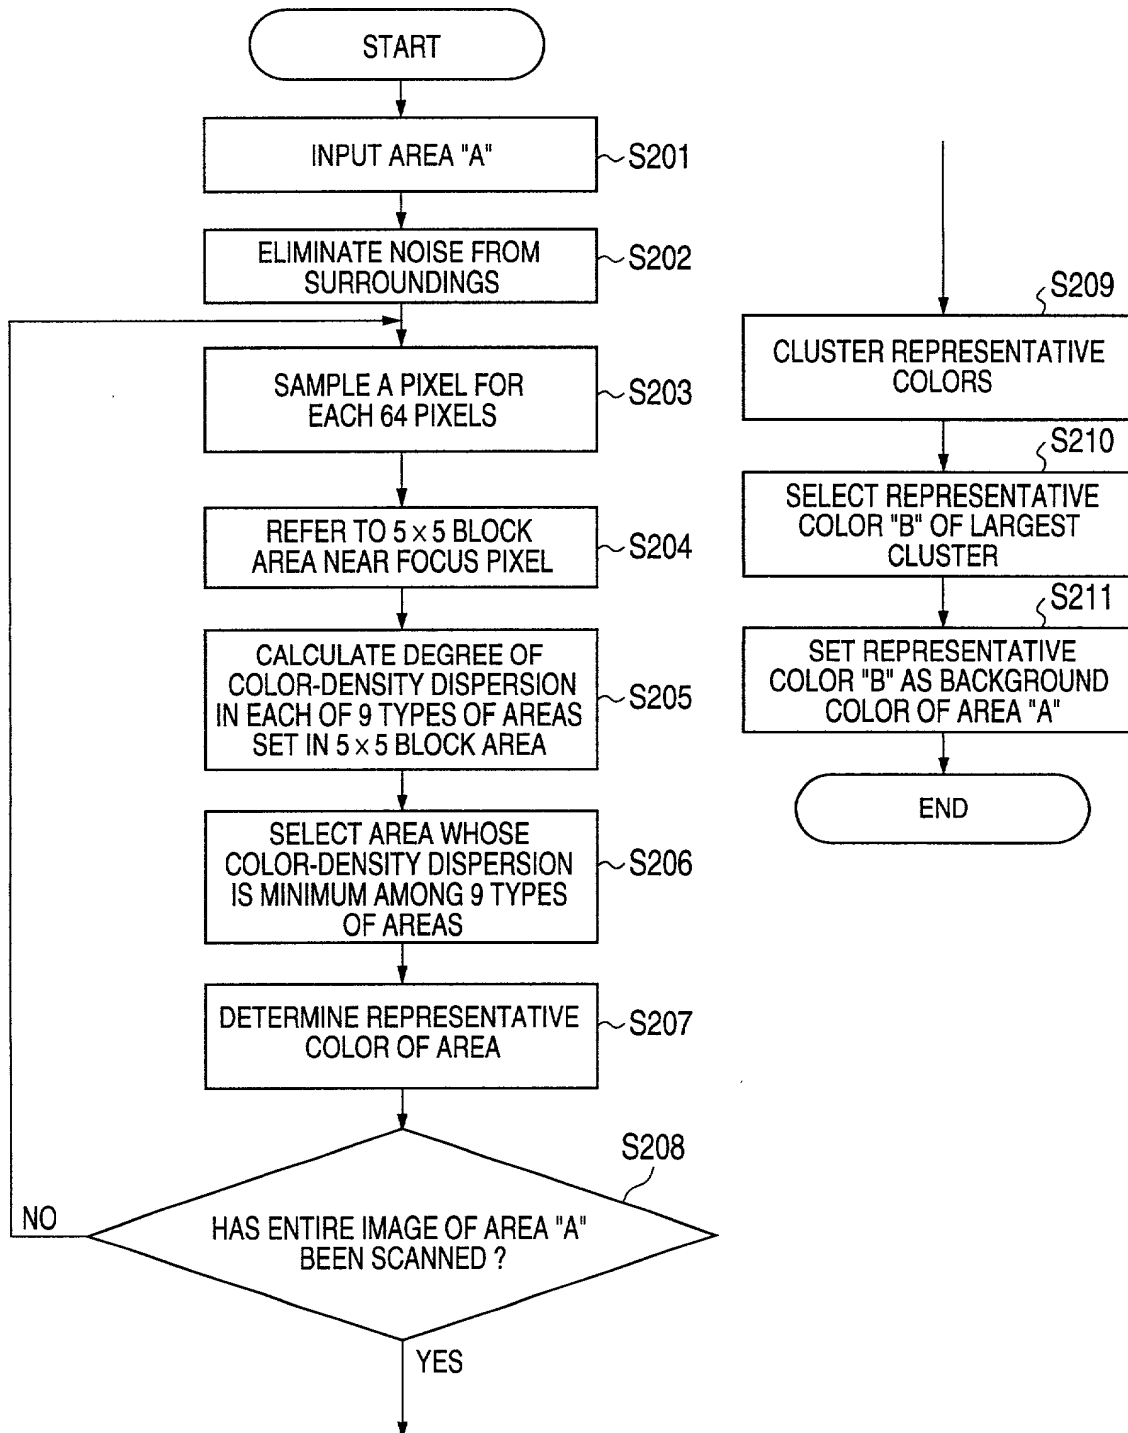 START
INPUT AREA "A"
S201
ELIMINATE NOISE FROM
SURROUNDINGS
S202
SAMPLE A PIXEL FOR
EACH 64 PIXELS
S203
REFER TO 5 × 5 BLOCK
AREA NEAR FOCUS PIXEL
S204
CALCULATE DEGREE OF
COLOR-DENSITY DISPERSION
IN EACH OF 9 TYPES OF AREAS
SET IN 5 × 5 BLOCK AREA
S205
SELECT AREA WHOSE
COLOR-DENSITY DISPERSION
IS MINIMUM AMONG 9 TYPES
OF AREAS
S206
DETERMINE REPRESENTATIVE
COLOR OF AREA
S207
S208
HAS ENTIRE IMAGE OF AREA "A"
BEEN SCANNED ?
NO
YES
S209
CLUSTER REPRESENTATIVE
COLORS
S210
SELECT REPRESENTATIVE
COLOR "B" OF LARGEST
CLUSTER
S211
SET REPRESENTATIVE
COLOR "B" AS BACKGROUND
COLOR OF AREA "A"
END